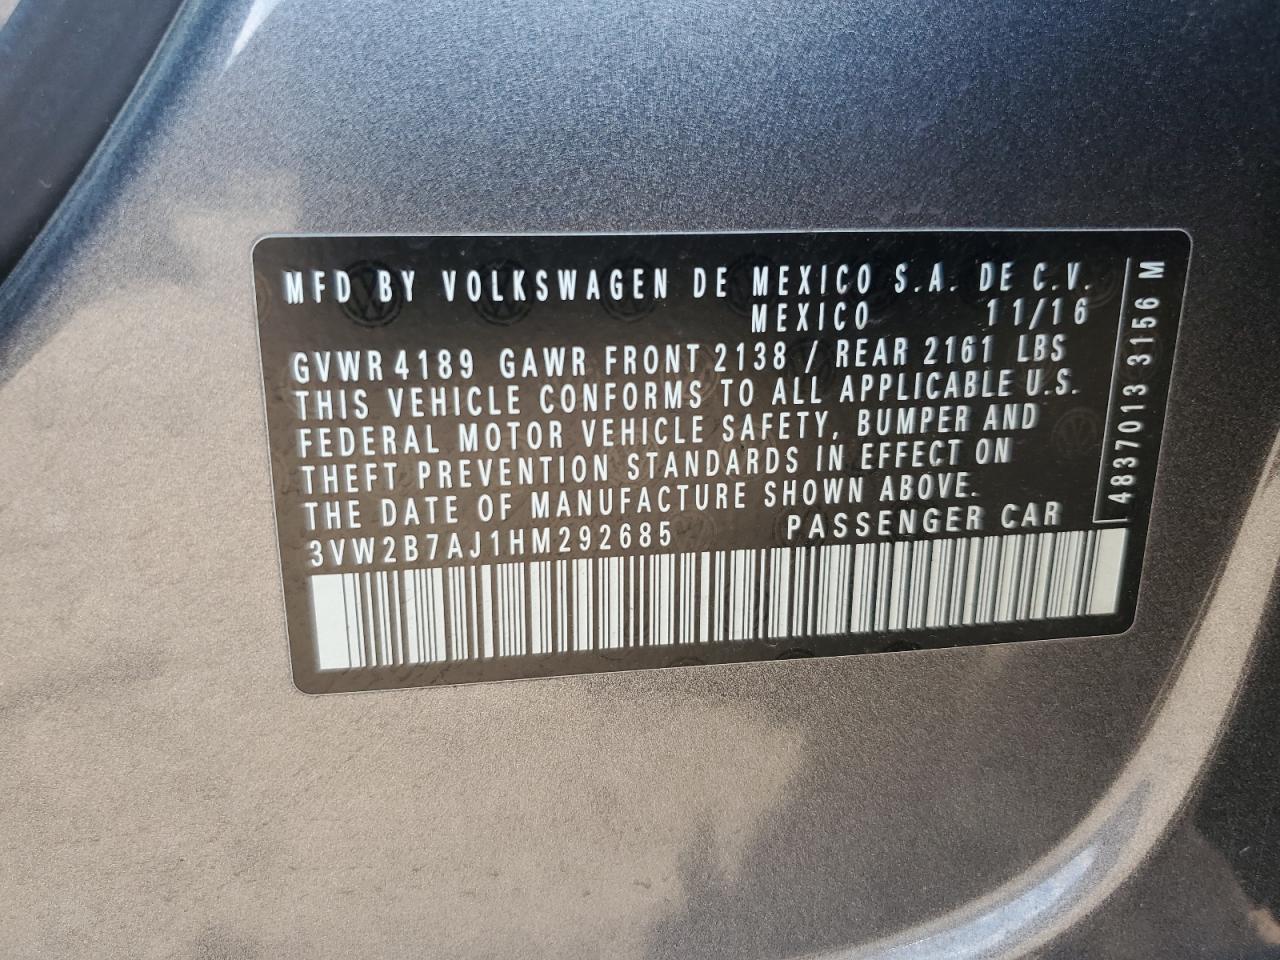 MFD BY VOLKSWAGEN DE MEXICO S.A. DE C.V.
MEXICO 11/16
GVWR 4189 GAWR FRONT 2138 / REAR 2161 LBS
THIS VEHICLE CONFORMS TO ALL APPLICABLE U.S.
FEDERAL MOTOR VEHICLE SAFETY, BUMPER AND
THEFT PREVENTION STANDARDS IN EFFECT ON
THE DATE OF MANUFACTURE SHOWN ABOVE.
3VW2B7AJ1HM292685 PASSENGER CAR
4837013 3156 M